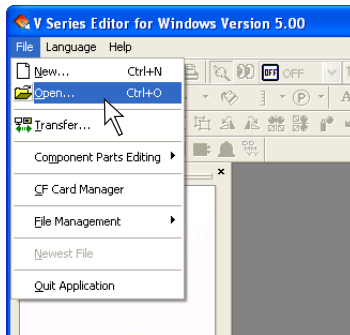 V Series Editor for Windows Version 5.00
File Language Help
New... Ctrl+N
Open... Ctrl+O
Transfer...
Component Parts Editing
CF Card Manager
File Management
Newest File
Quit Application
OFF OFF
P A